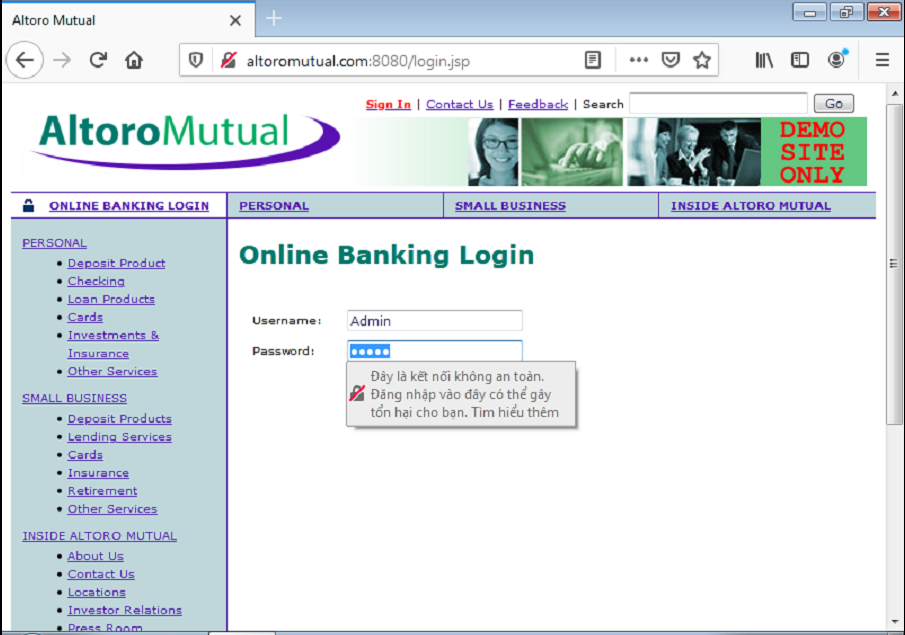 Altoro Mutual
altoromutual.com:8080/login.jsp
Sign In | Contact Us | Feedback | Search
Go
AltoroMutual
DEMO
SITE
ONLY
ONLINE BANKING LOGIN
PERSONAL
SMALL BUSINESS
INSIDE ALTORO MUTUAL
PERSONAL
Deposit Product
Checking
Loan Products
Cards
Investments &
Insurance
Other Services
SMALL BUSINESS
Deposit Products
Lending Services
Cards
Insurance
Retirement
Other Services
INSIDE ALTORO MUTUAL
About Us
Contact Us
Locations
Investor Relations
Press Room
Online Banking Login
Username:
Admin
Password:
Đây là kết nối không an toàn.
Đăng nhập vào đây có thể gây
tổn hại cho bạn. Tìm hiểu thêm